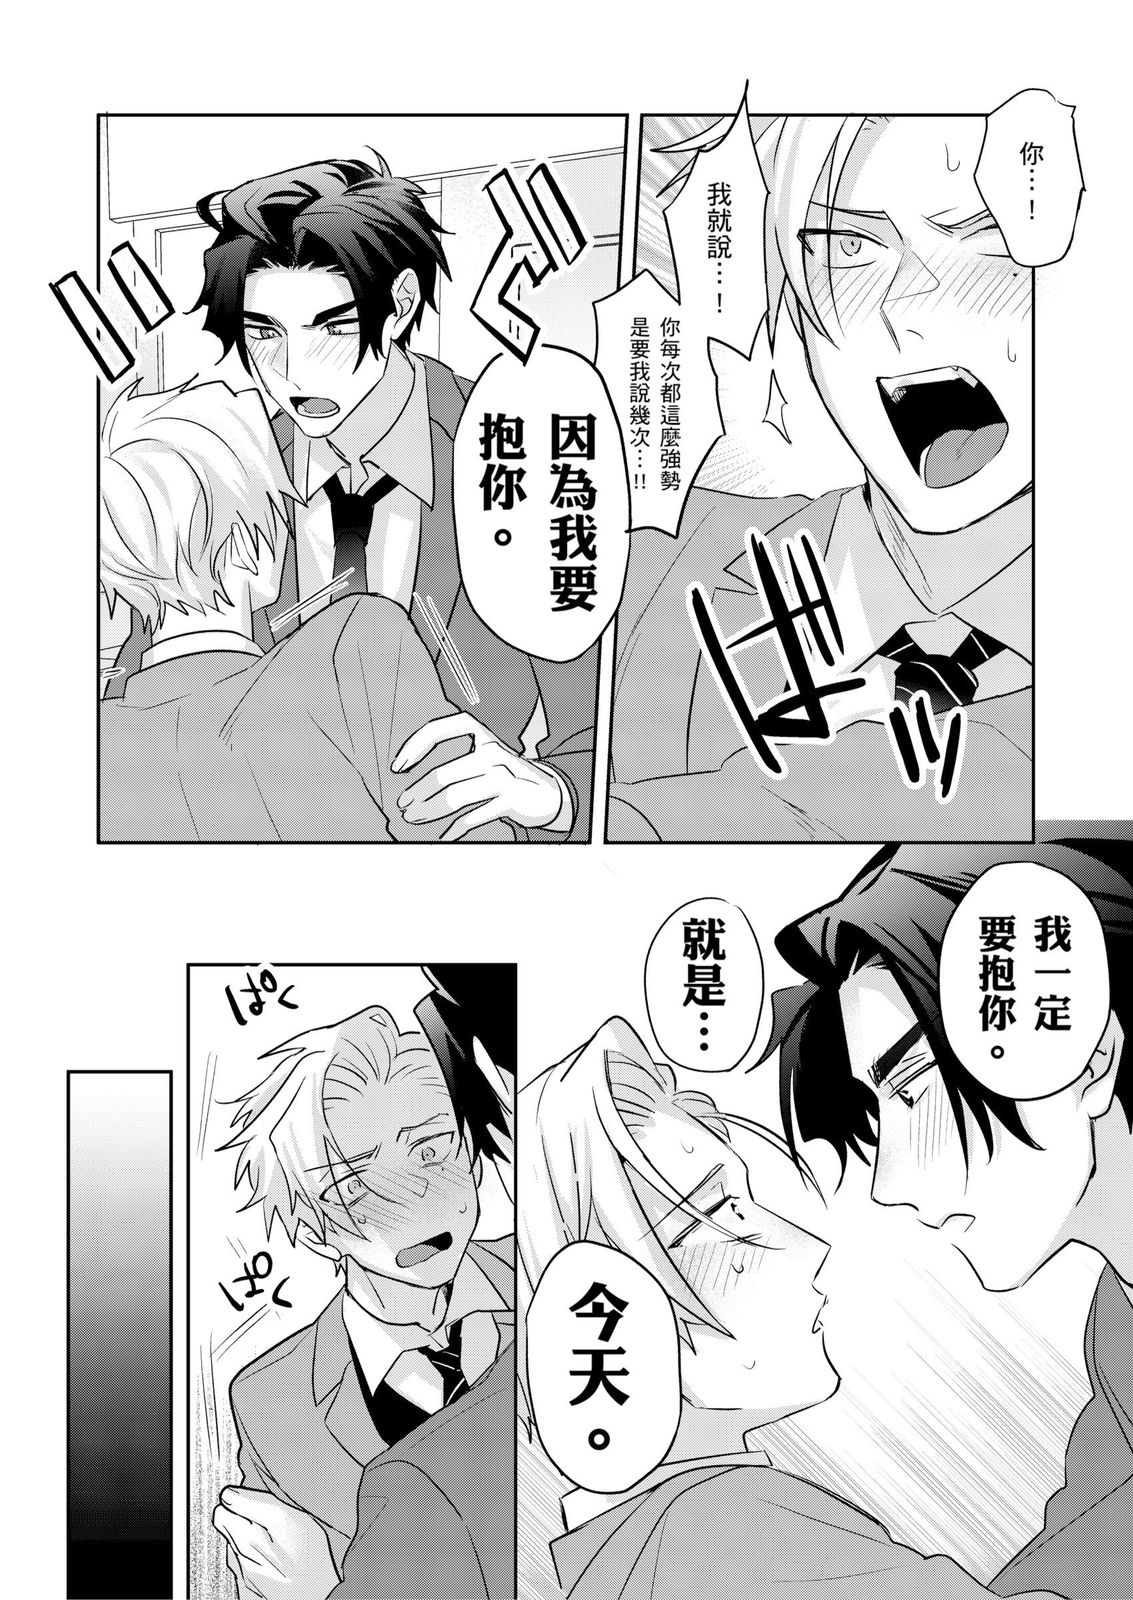 你…！
我就說…！
你每次都這麼強勢
是要我說幾次…!!
ばッ
因為我要
抱你。
我一定
要抱你。
就是…
今天。
ぱく
ぱく